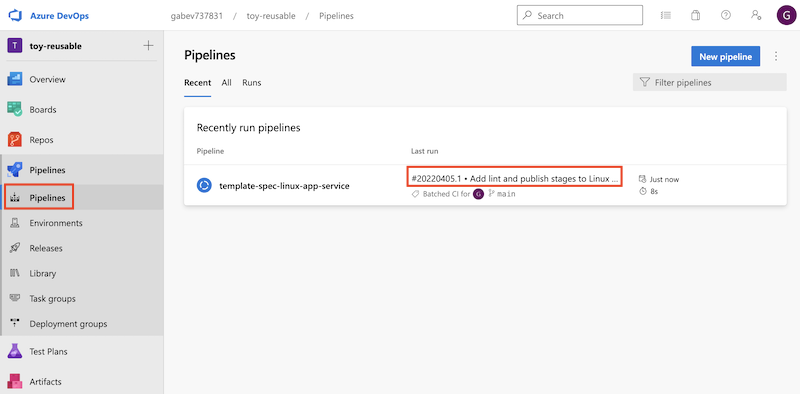 Azure DevOps
gabev737831 / toy-reusable / Pipelines
Search
G
T toy-reusable
Overview
Boards
Repos
Pipelines
Pipelines
Environments
Releases
Library
Task groups
Deployment groups
Test Plans
Artifacts
Pipelines
New pipeline
Recent All Runs
Filter pipelines
Recently run pipelines
Pipeline Last run
template-spec-linux-app-service
#20220405.1 • Add lint and publish stages to Linux ...
Batched CI for G main
Just now
8s